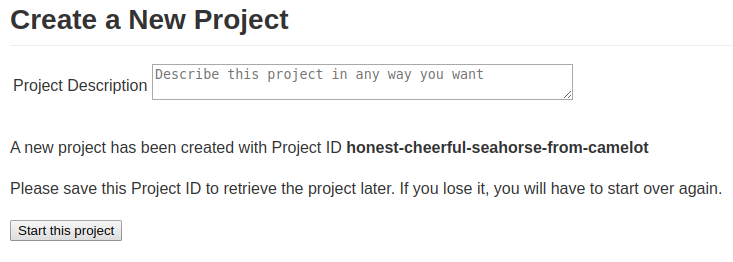 Create a New Project
Project Description Describe this project in any way you want
A new project has been created with Project ID honest-cheerful-seahorse-from-camelot
Please save this Project ID to retrieve the project later. If you lose it, you will have to start over again.
Start this project